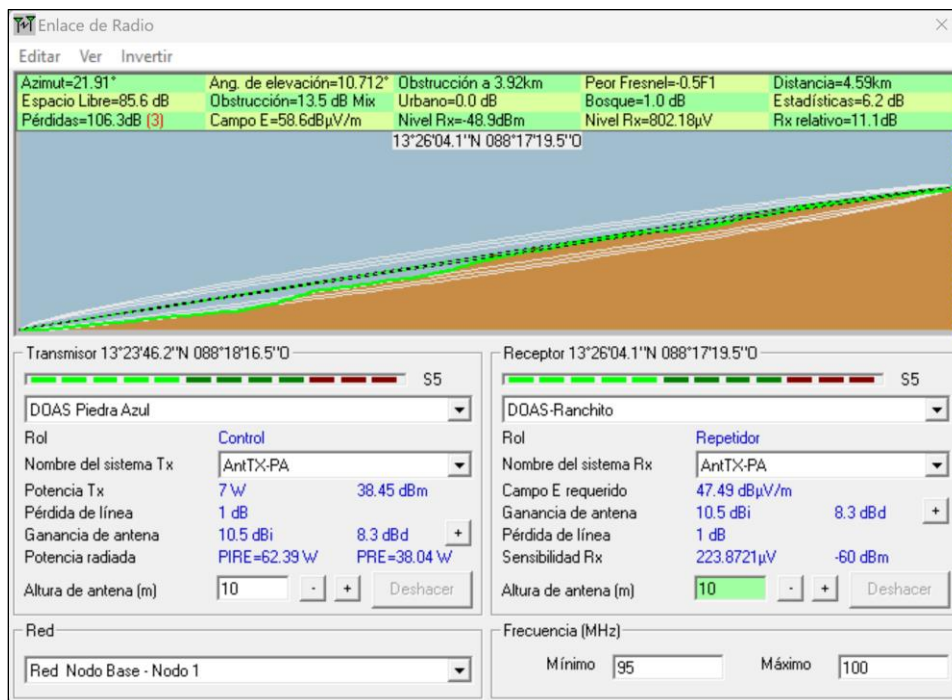 Enlace de Radio
Editar Ver Invertir
Azimut=21.91° Ang. de elevación=10.712° Obstrucción a 3.92km Peor Fresnel=-0.5F1 Distancia=4.59km
Espacio Libre=85.6 dB Obstrucción=13.5 dB Mix Urbano=0.0 dB Bosque=1.0 dB Estadísticas=6.2 dB
Pérdidas=106.3dB (3) Campo E=58.6dBµV/m Nivel Rx=-48.9dBm Nivel Rx=802.18µV Rx relativo=11.1dB
13°26'04.1''N 088°17'19.5''O
Transmisor 13°23'46.2''N 088°18'16.5''O
S5
DOAS Piedra Azul
Rol Control
Nombre del sistema Tx AntTX-PA
Potencia Tx 7 W 38.45 dBm
Pérdida de línea 1 dB
Ganancia de antena 10.5 dBi 8.3 dBd +
Potencia radiada PIRE=62.39 W PRE=38.04 W
Altura de antena (m) 10 - + Deshacer
Receptor 13°26'04.1''N 088°17'19.5''O
S5
DOAS-Ranchito
Rol Repetidor
Nombre del sistema Rx AntTX-PA
Campo E requerido 47.49 dBµV/m
Ganancia de antena 10.5 dBi 8.3 dBd +
Pérdida de línea 1 dB
Sensibilidad Rx 223.8721µV -60 dBm
Altura de antena (m) 10 - + Deshacer
Red
Red Nodo Base - Nodo 1
Frecuencia (MHz)
Mínimo 95 Máximo 100